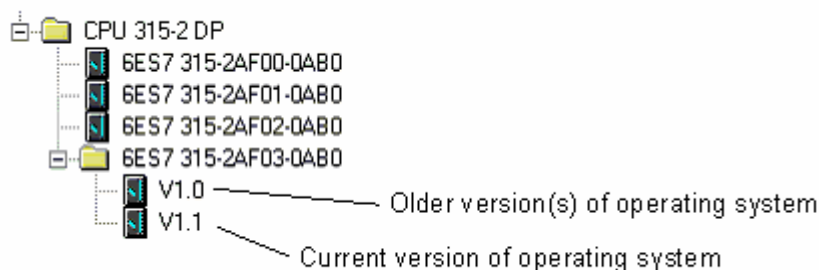 CPU 315-2 DP
6ES7 315-2AF00-0AB0
6ES7 315-2AF01-0AB0
6ES7 315-2AF02-0AB0
6ES7 315-2AF03-0AB0
V1.0
Older version(s) of operating system
V1.1
Current version of operating system